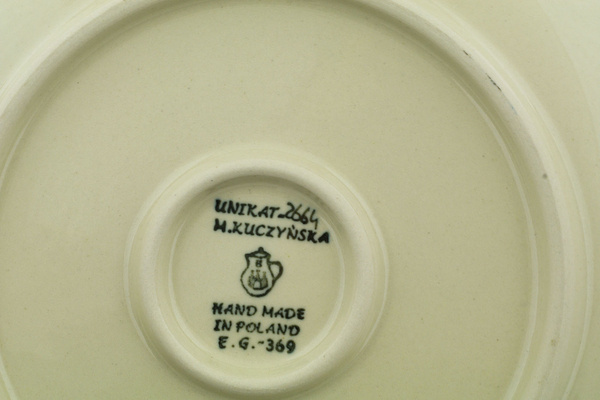 UNIKAT-2664
M.KUCZYŃSKA
HAND MADE
IN POLAND
E.G.-369